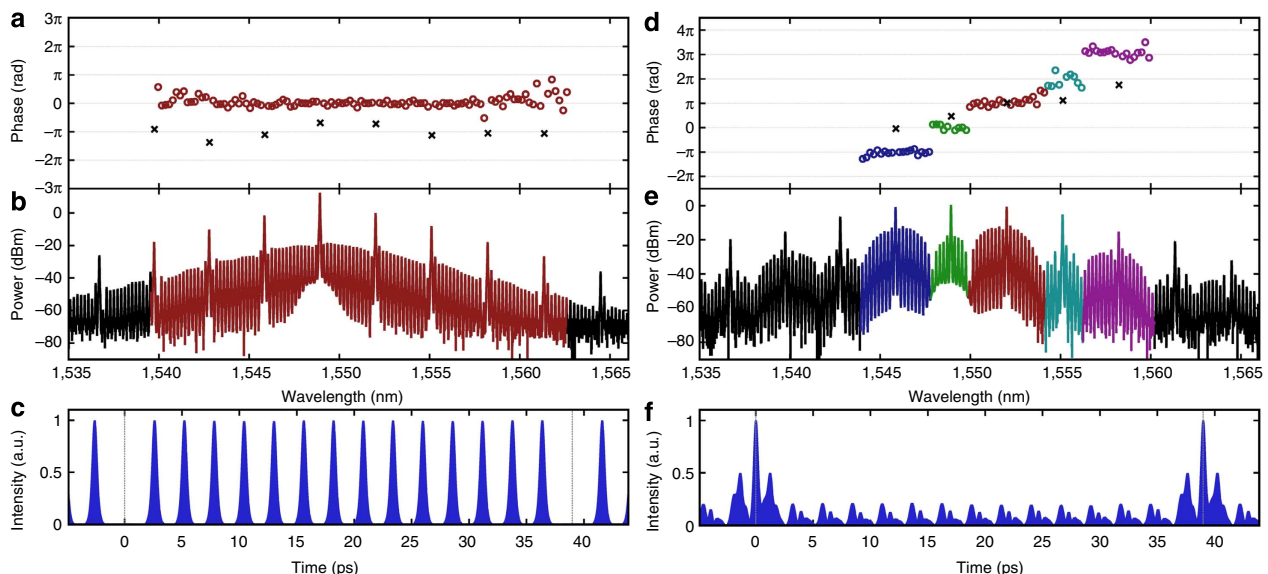 a
3π
2π
π
0
−π
−2π
−3π
Phase (rad)
b
0
−20
−40
−60
−80
Power (dBm)
1,535 1,540 1,545 1,550 1,555 1,560 1,565
Wavelength (nm)
c
1
0.5
0
Intensity (a.u.)
0 5 10 15 20 25 30 35 40
Time (ps)
d
4π
3π
2π
π
0
−π
−2π
Phase (rad)
e
0
−20
−40
−60
−80
Power (dBm)
1,535 1,540 1,545 1,550 1,555 1,560 1,565
Wavelength (nm)
f
1
0.5
0
Intensity (a.u.)
0 5 10 15 20 25 30 35 40
Time (ps)